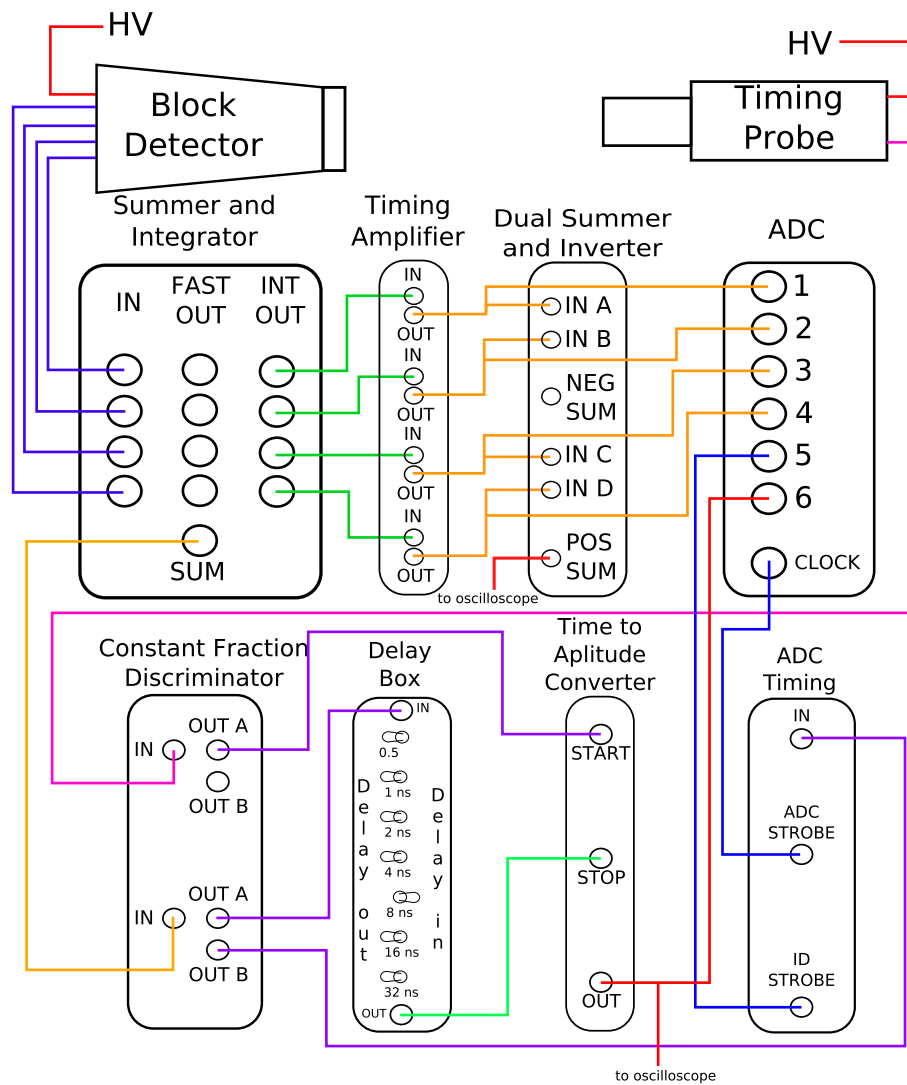 HV
HV
Block
Detector
Timing
Probe
Summer and
Integrator
Timing
Amplifier
Dual Summer
and Inverter
ADC
IN
FAST
OUT
INT
OUT
SUM
IN
OUT
IN
OUT
IN
OUT
IN
OUT
IN A
IN B
NEG
SUM
IN C
IN D
POS
SUM
to oscilloscope
1
2
3
4
5
6
CLOCK
Constant Fraction
Discriminator
Delay
Box
Time to
Aplitude
Converter
ADC
Timing
IN
OUT A
OUT B
IN
OUT A
OUT B
IN
0.5
1 ns
2 ns
4 ns
8 ns
16 ns
32 ns
OUT
Delay out
Delay in
START
STOP
OUT
to oscilloscope
IN
ADC
STROBE
ID
STROBE